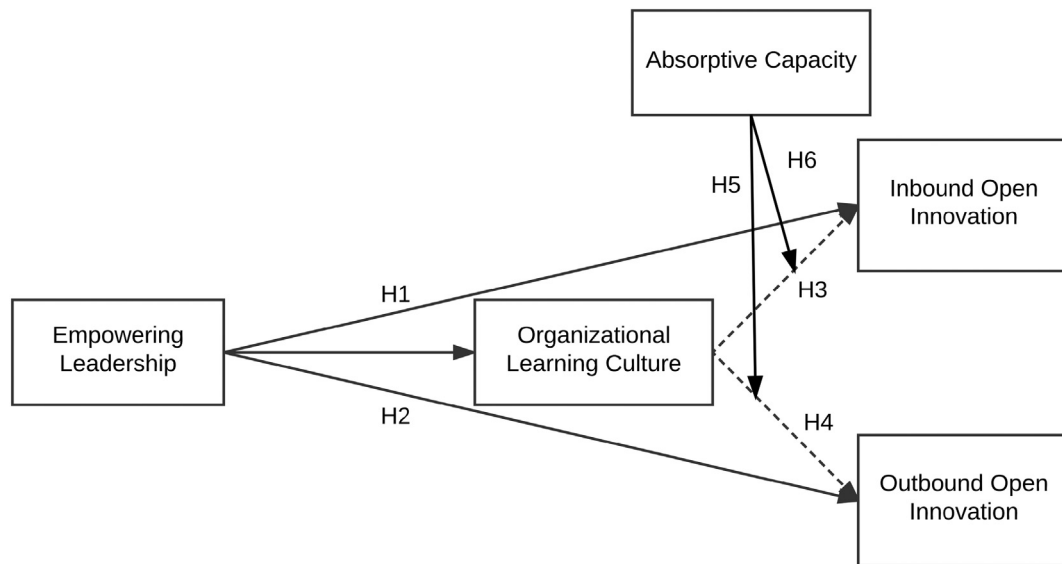 Absorptive Capacity
H6
H5
Inbound Open
Innovation
H1
H3
Empowering
Leadership
Organizational
Learning Culture
H2
H4
Outbound Open
Innovation